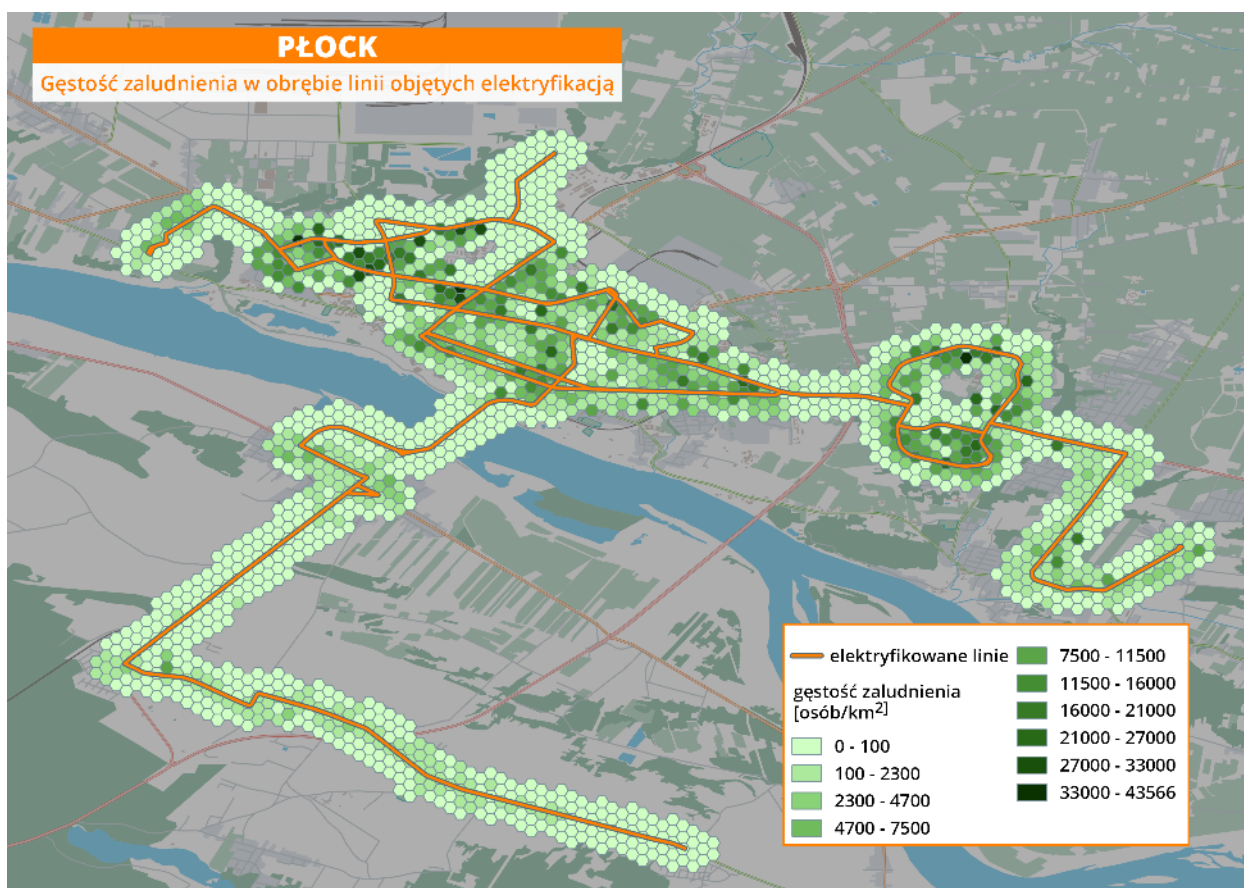 PŁOCK
Gęstość zaludnienia w obrębie linii objętych elektryfikacją
elektryfikowane linie
gęstość zaludnienia
[osób/km²]
0 - 100
100 - 2300
2300 - 4700
4700 - 7500
7500 - 11500
11500 - 16000
16000 - 21000
21000 - 27000
27000 - 33000
33000 - 43566